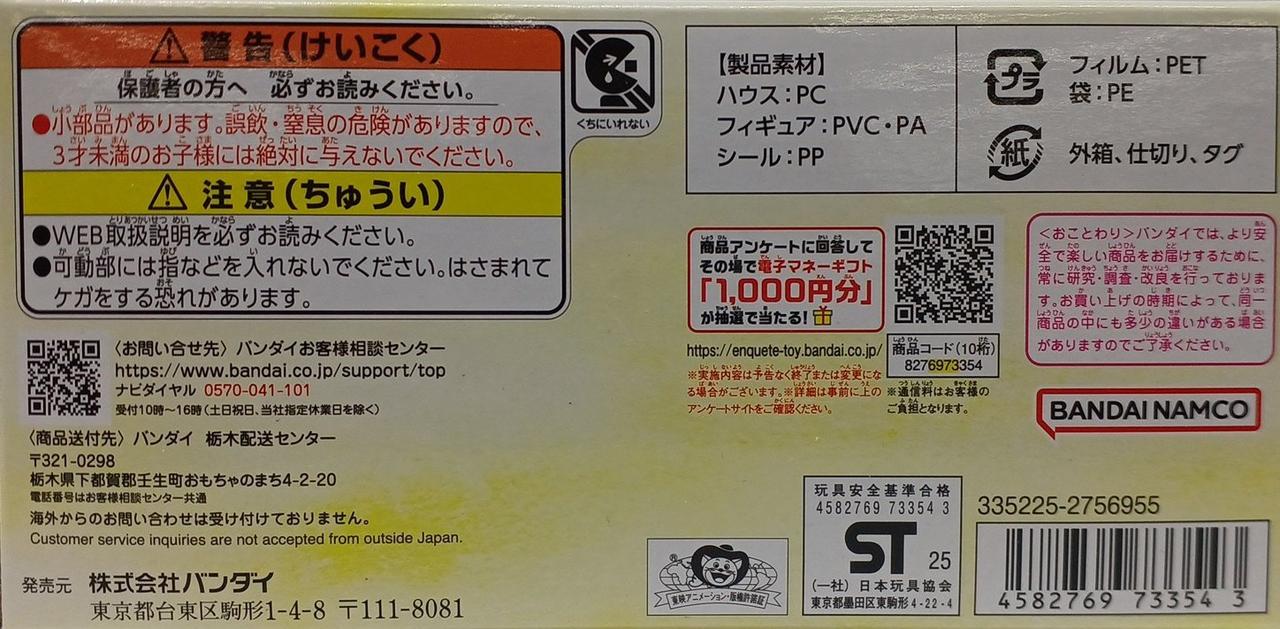 ⚠ 警告(けいこく)
保護者の方へ 必ずお読みください。
●小部品があります。誤飲・窒息の危険がありますので、
3才未満のお子様には絶対に与えないでください。
⚠ 注意(ちゅうい)
●WEB取扱説明を必ずお読みください。
●可動部には指などを入れないでください。はさまれて
ケガをする恐れがあります。
くちにいれない
〈お問い合せ先〉バンダイお客様相談センター
https://www.bandai.co.jp/support/top
ナビダイヤル 0570-041-101
受付10時〜16時(土日祝日、当社指定休業日を除く)
〈商品送付先〉バンダイ 栃木配送センター
〒321-0298
栃木県下都賀郡壬生町おもちゃのまち4-2-20
電話番号はお客様相談センター共通
海外からのお問い合わせは受け付けておりません。
Customer service inquiries are not accepted from outside Japan.
発売元 株式会社バンダイ
東京都台東区駒形1-4-8 〒111-8081
【製品素材】
ハウス:PC
フィギュア:PVC・PA
シール:PP
プラ
フィルム:PET
袋:PE
紙
外箱、仕切り、タグ
商品アンケートに回答して
その場で電子マネーギフト
「1,000円分」
が抽選で当たる!
https://enquete-toy.bandai.co.jp/
※実施内容は予告なく終了または変更にな
る場合がございます。※詳細は事前に上の
アンケートサイトをご確認ください。
商品コード(10桁)
8276973354
※通信料はお客様の
ご負担となります。
<おことわり>バンダイでは、より安
全で楽しい商品をお届けするために、
常に研究・調査・改良を行っておりま
す。お買い上げの時期によって、同一
商品の中にも多少の違いがある場合
がありますのでご了承ください。
BANDAI NAMCO
®
東映アニメーション・版権許諾証
玩具安全基準合格
4582769 73354 3
ST 25
(一社)日本玩具協会
東京都墨田区東駒形4-22-4
335225-2756955
4582769 73354 3